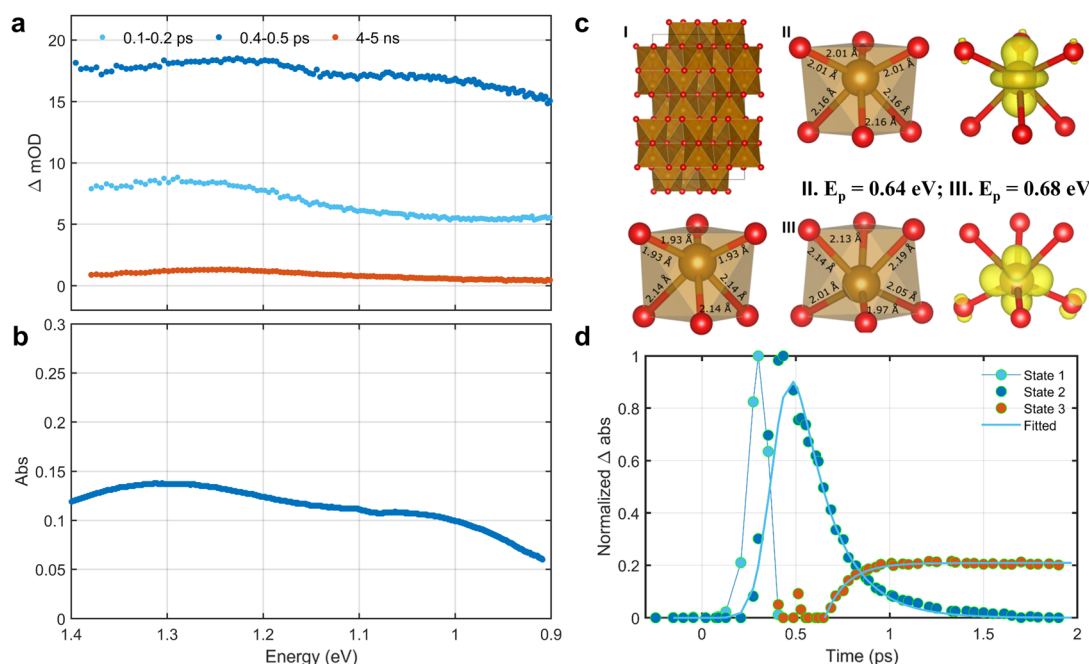 a
20
15
10
5
0
Δ mOD
0.1-0.2 ps
0.4-0.5 ps
4-5 ns
b
0.3
0.25
0.2
0.15
0.1
0.05
0
Abs
1.4
1.3
1.2
1.1
1
0.9
Energy (eV)
c
I
II
2.01 Å
2.01 Å
2.01 Å
2.16 Å
2.16 Å
2.16 Å
II. Eₚ = 0.64 eV; III. Eₚ = 0.68 eV
1.93 Å
1.93 Å
1.93 Å
2.14 Å
2.14 Å
2.14 Å
III
2.13 Å
2.14 Å
2.19 Å
2.01 Å
2.05 Å
1.97 Å
d
1
0.8
0.6
0.4
0.2
0
Normalized Δ abs
State 1
State 2
State 3
Fitted
0
0.5
1
1.5
2
Time (ps)